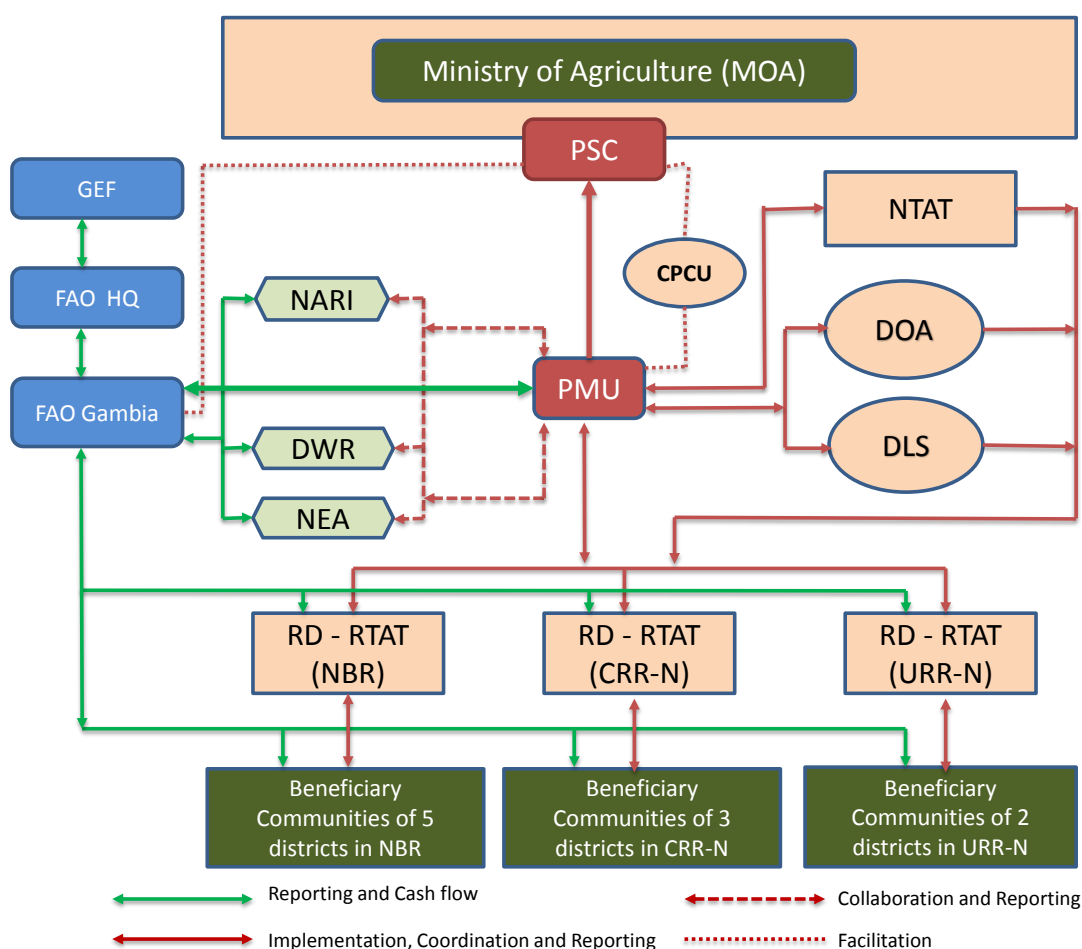 Ministry of Agriculture (MOA)
PSC
GEF
NTAT
CPCU
FAO HQ
NARI
DOA
PMU
FAO Gambia
DWR
DLS
NEA
RD - RTAT
(NBR)
RD - RTAT
(CRR-N)
RD - RTAT
(URR-N)
Beneficiary
Communities of 5
districts in NBR
Beneficiary
Communities of 3
districts in CRR-N
Beneficiary
Communities of 2
districts in URR-N
Reporting and Cash flow
Collaboration and Reporting
Implementation, Coordination and Reporting
Facilitation